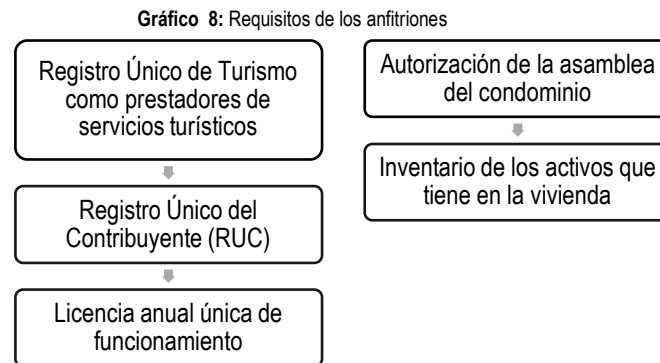 Gráfico 8: Requisitos de los anfitriones
Registro Único de Turismo
como prestadores de
servicios turísticos
Registro Único del
Contribuyente (RUC)
Licencia anual única de
funcionamiento
Autorización de la asamblea
del condominio
Inventario de los activos que
tiene en la vivienda